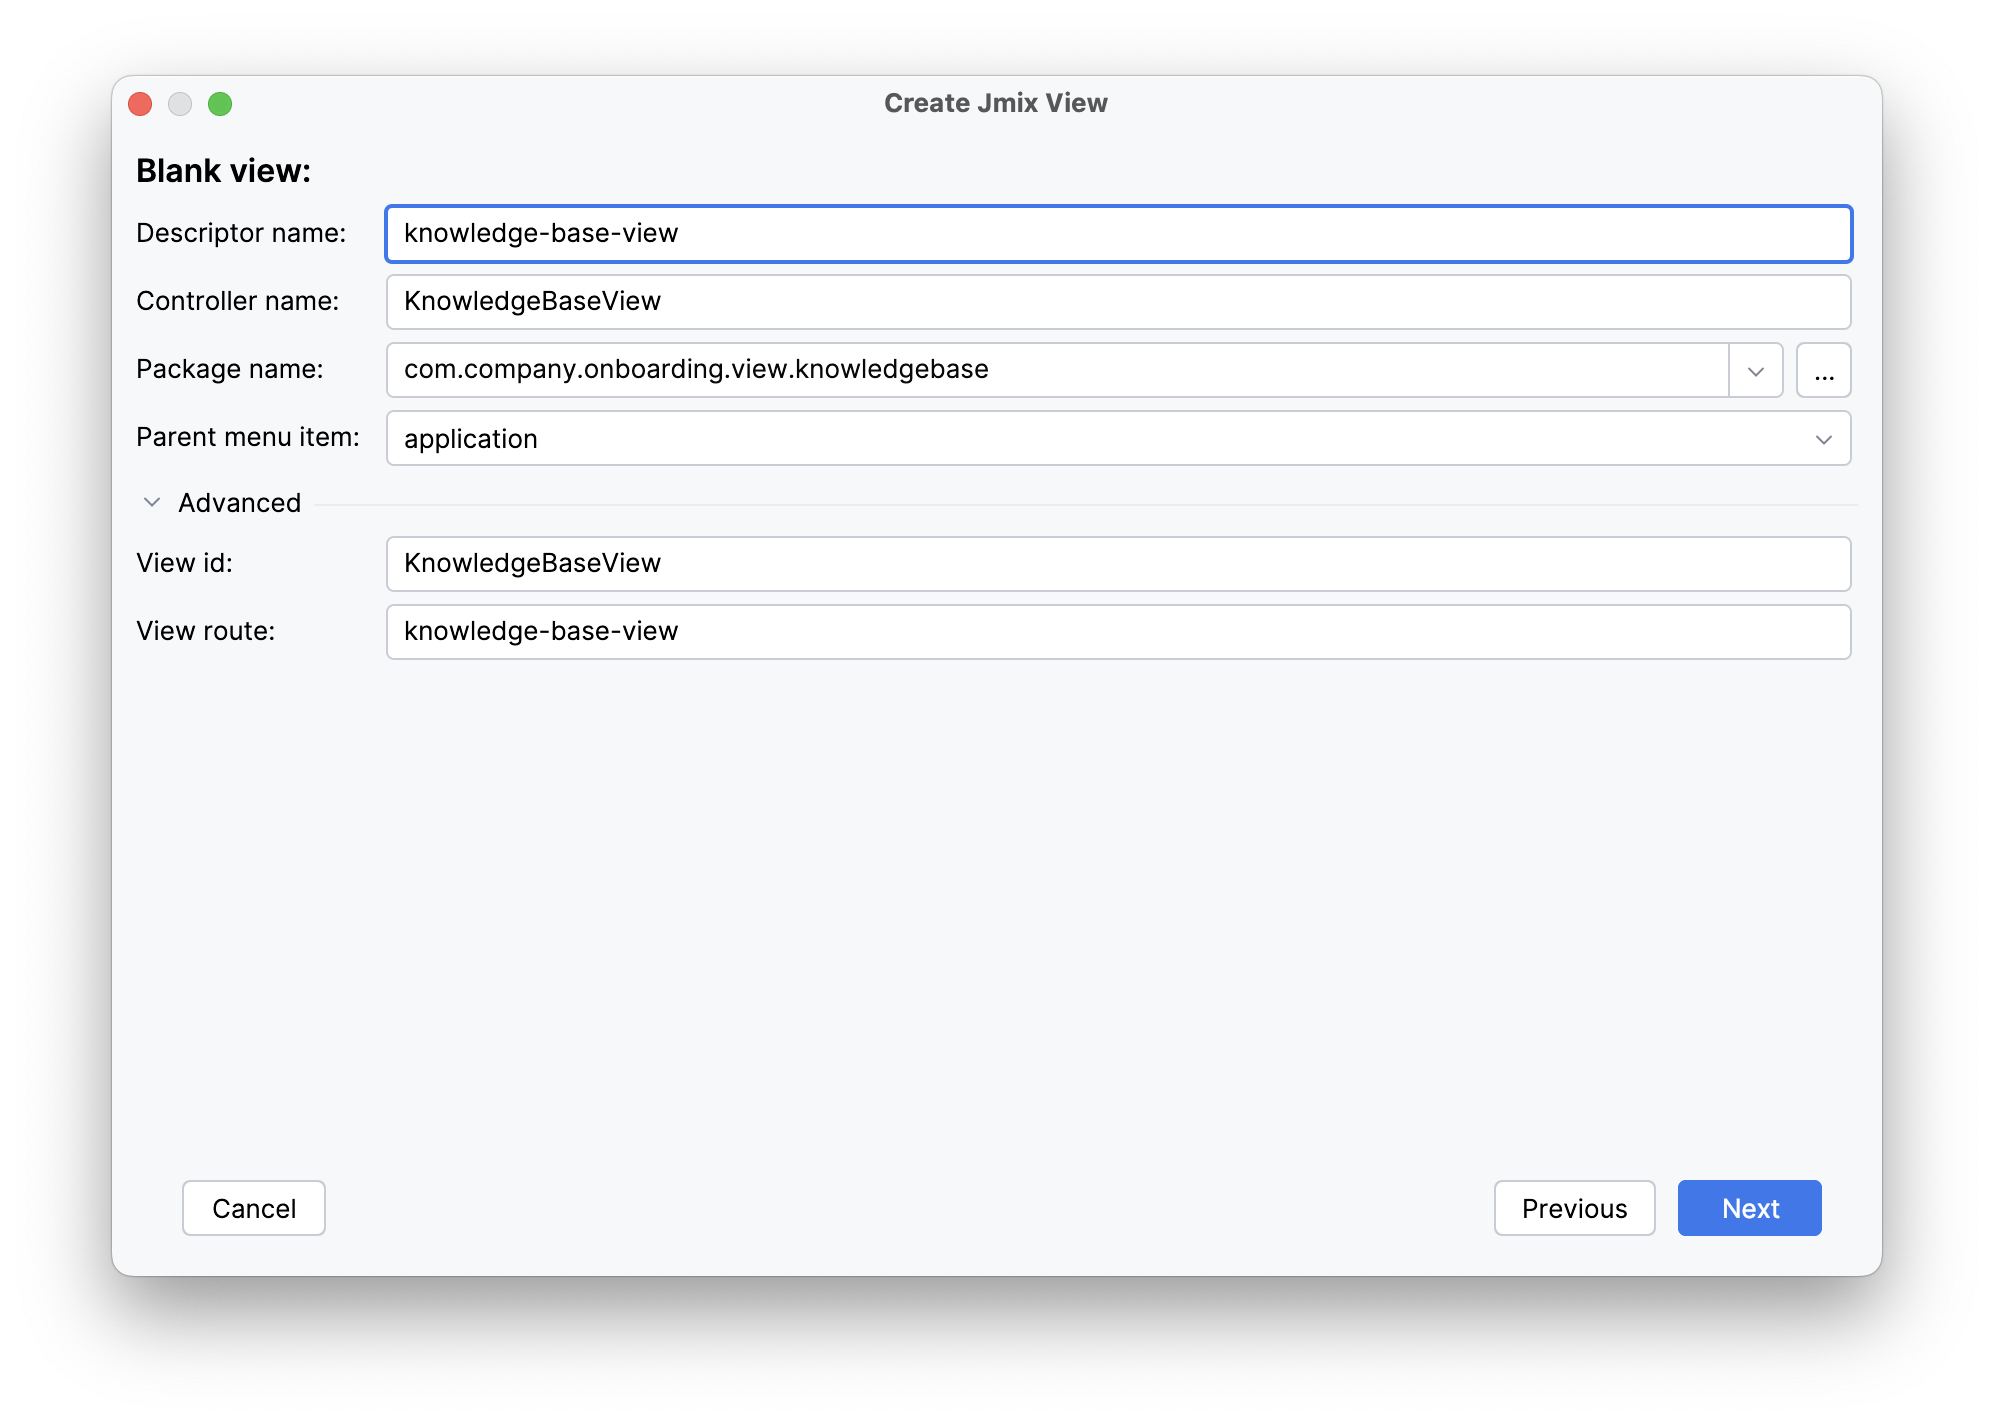 Create Jmix View
Blank view:
Descriptor name: knowledge-base-view
Controller name: KnowledgeBaseView
Package name: com.company.onboarding.view.knowledgebase ...
Parent menu item: application
Advanced
View id: KnowledgeBaseView
View route: knowledge-base-view
Cancel Previous Next